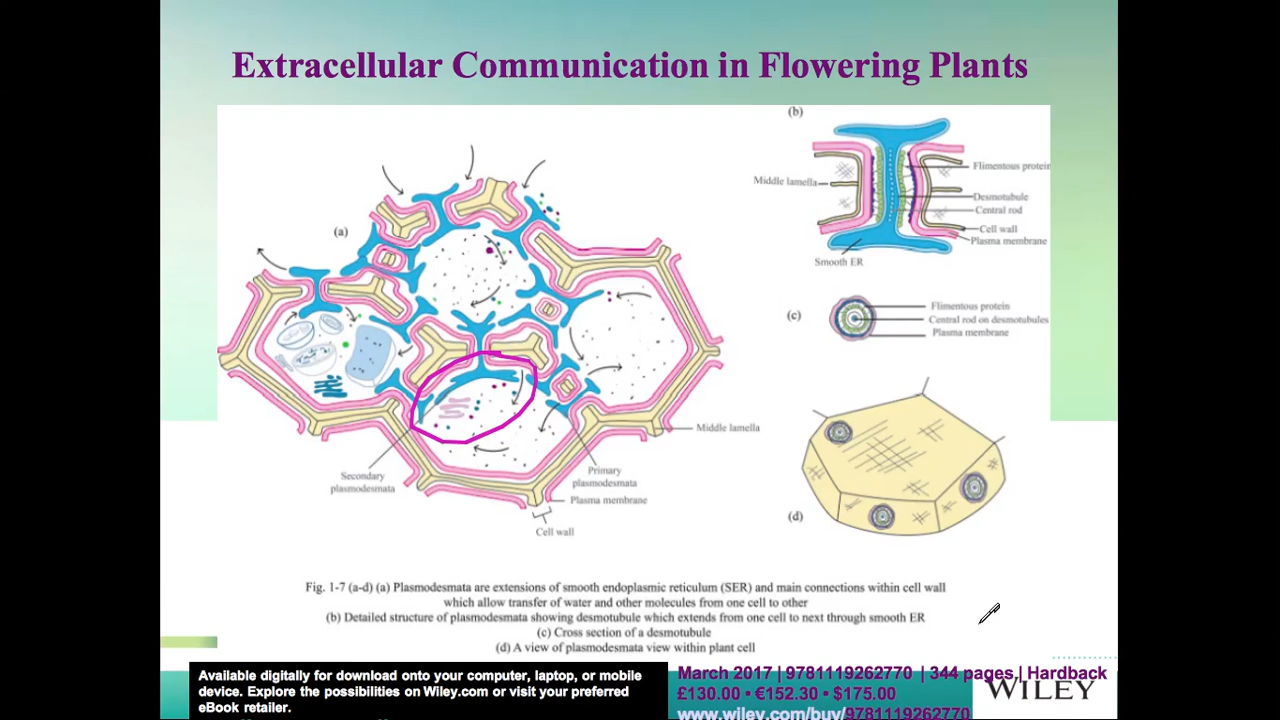 Extracellular Communication in Flowering Plants
(a)
Secondary
plasmodesmata
Primary
plasmodesmata
Plasma membrane
Cell wall
Middle lamella
(b)
Middle lamella
Flimentous protein
Desmotubule
Central rod
Cell wall
Plasma membrane
Smooth ER
(c)
Flimentous protein
Central rod on desmotubules
Plasma membrane
(d)
Fig. 1-7 (a-d) (a) Plasmodesmata are extensions of smooth endoplasmic reticulum (SER) and main connections within cell wall
which allow transfer of water and other molecules from one cell to other
(b) Detailed structure of plasmodesmata showing desmotubule which extends from one cell to next through smooth ER
(c) Cross section of a desmotubule
(d) A view of plasmodesmata view within plant cell
Available digitally for download onto your computer, laptop, or mobile
device. Explore the possibilities on Wiley.com or visit your preferred
eBook retailer.
March 2017 | 9781119262770 | 344 pages | Hardback
£130.00 • €152.30 • $175.00
www.wiley.com/buy/9781119262770
WILEY